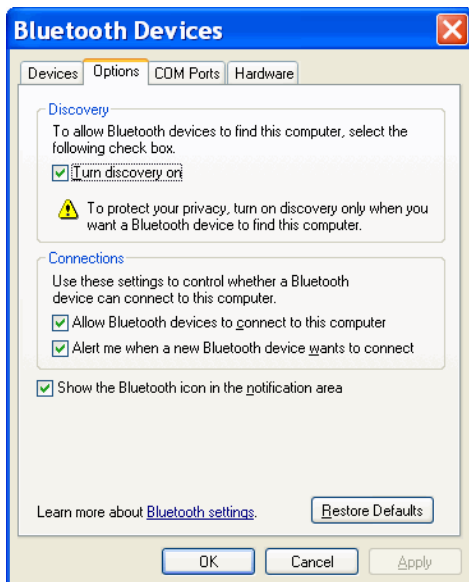 Bluetooth Devices
Devices Options COM Ports Hardware
Discovery
To allow Bluetooth devices to find this computer, select the
following check box.
Turn discovery on
To protect your privacy, turn on discovery only when you
want a Bluetooth device to find this computer.
Connections
Use these settings to control whether a Bluetooth
device can connect to this computer.
Allow Bluetooth devices to connect to this computer
Alert me when a new Bluetooth device wants to connect
Show the Bluetooth icon in the notification area
Learn more about Bluetooth settings.
Restore Defaults
OK Cancel Apply